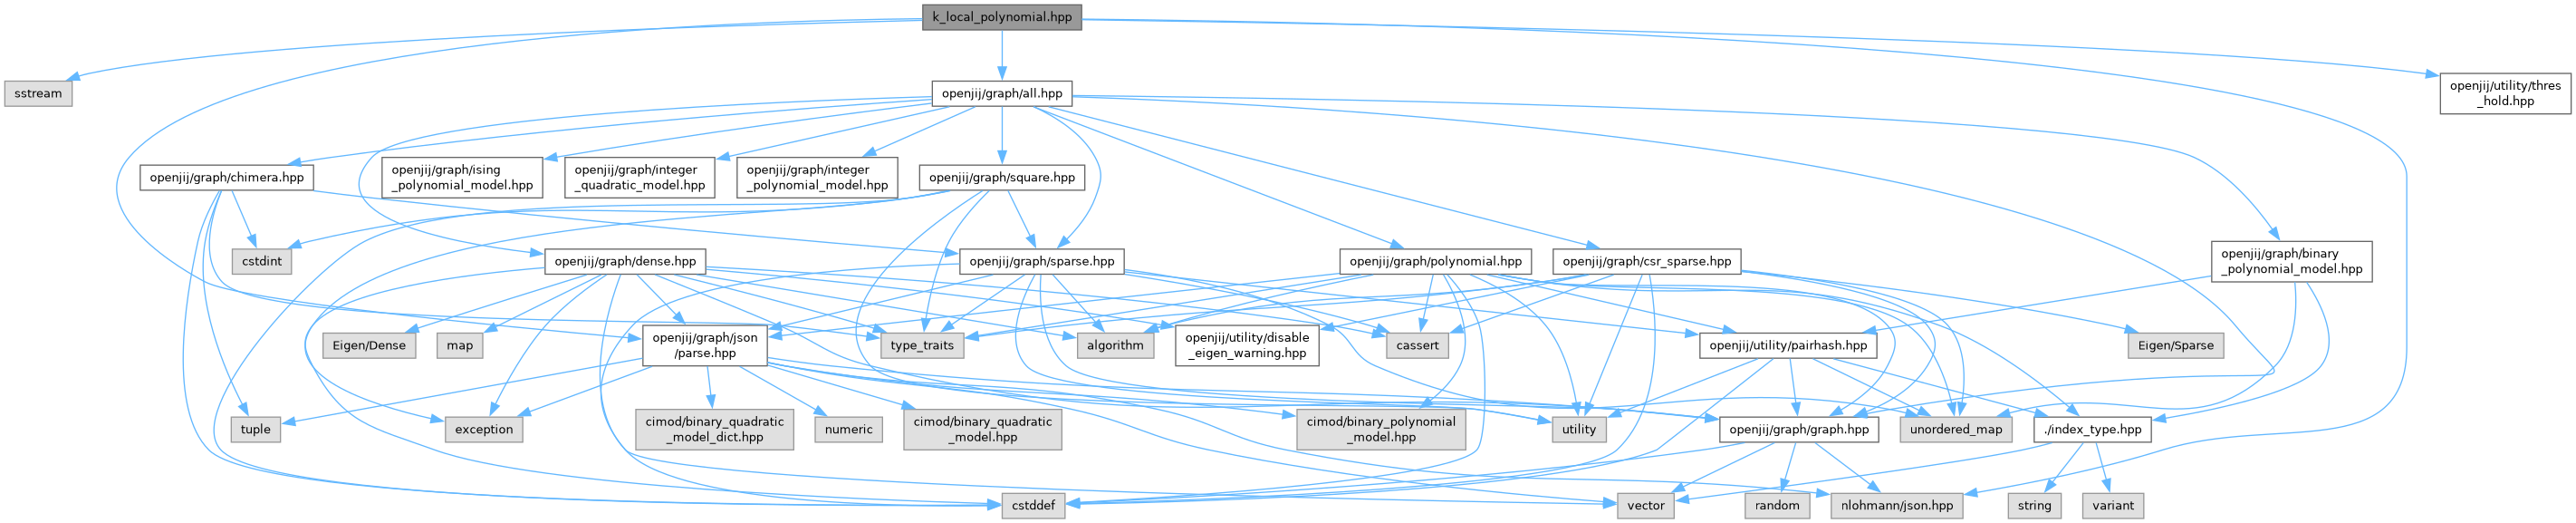 k_local_polynomial.hpp
sstream
openjij/graph/all.hpp
openjij/utility/thres
_hold.hpp
openjij/graph/chimera.hpp
openjij/graph/ising
_polynomial_model.hpp
openjij/graph/integer
_quadratic_model.hpp
openjij/graph/integer
_polynomial_model.hpp
openjij/graph/square.hpp
cstdint
openjij/graph/dense.hpp
openjij/graph/sparse.hpp
openjij/graph/polynomial.hpp
openjij/graph/csr_sparse.hpp
openjij/graph/binary
_polynomial_model.hpp
Eigen/Dense
map
openjij/graph/json
/parse.hpp
type_traits
algorithm
openjij/utility/disable
_eigen_warning.hpp
cassert
openjij/utility/pairhash.hpp
Eigen/Sparse
tuple
exception
cimod/binary_quadratic
_model_dict.hpp
numeric
cimod/binary_quadratic
_model.hpp
cimod/binary_polynomial
_model.hpp
utility
openjij/graph/graph.hpp
unordered_map
./index_type.hpp
cstddef
vector
random
nlohmann/json.hpp
string
variant